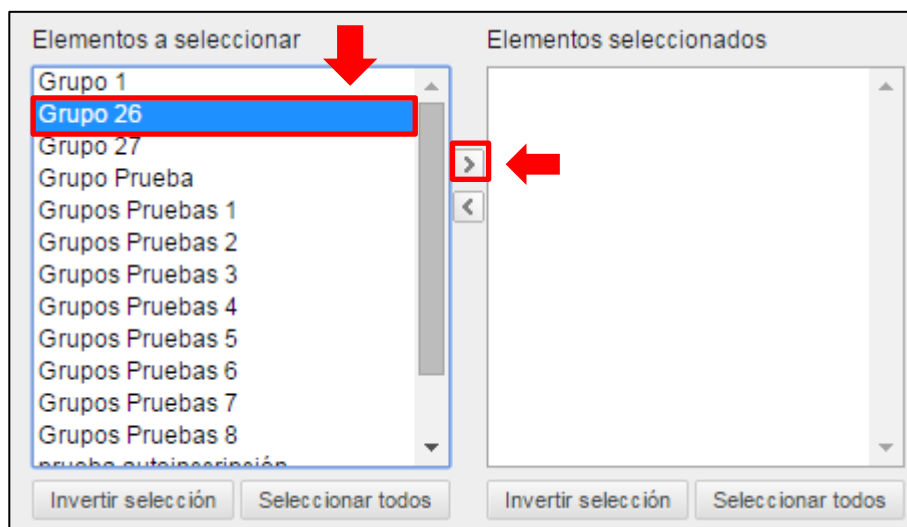 Elementos a seleccionar
Elementos seleccionados
Grupo 1
Grupo 26
Grupo 27
Grupo Prueba
Grupos Pruebas 1
Grupos Pruebas 2
Grupos Pruebas 3
Grupos Pruebas 4
Grupos Pruebas 5
Grupos Pruebas 6
Grupos Pruebas 7
Grupos Pruebas 8
prueba autoinscripsión
Invertir selección
Seleccionar todos
Invertir selección
Seleccionar todos